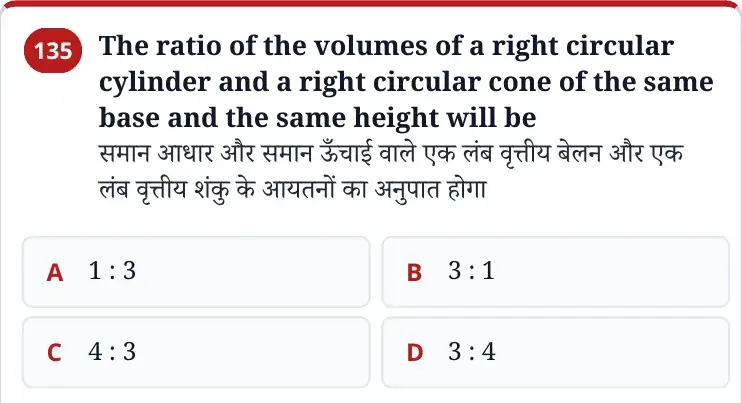 135 The ratio of the volumes of a right circular
cylinder and a right circular cone of the same
base and the same height will be
समान आधार और समान ऊँचाई वाले एक लंब वृत्तीय बेलन और एक
लंब वृत्तीय शंकु के आयतनों का अनुपात होगा
A 1 : 3
B 3 : 1
C 4 : 3
D 3 : 4